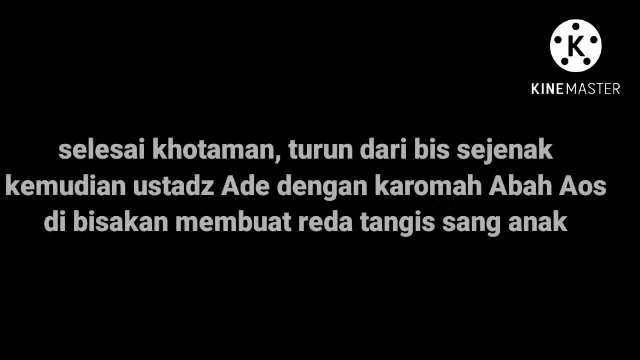 K
KINEMASTER
selesai khotaman, turun dari bis sejenak
kemudian ustadz Ade dengan karomah Abah Aos
di bisakan membuat reda tangis sang anak